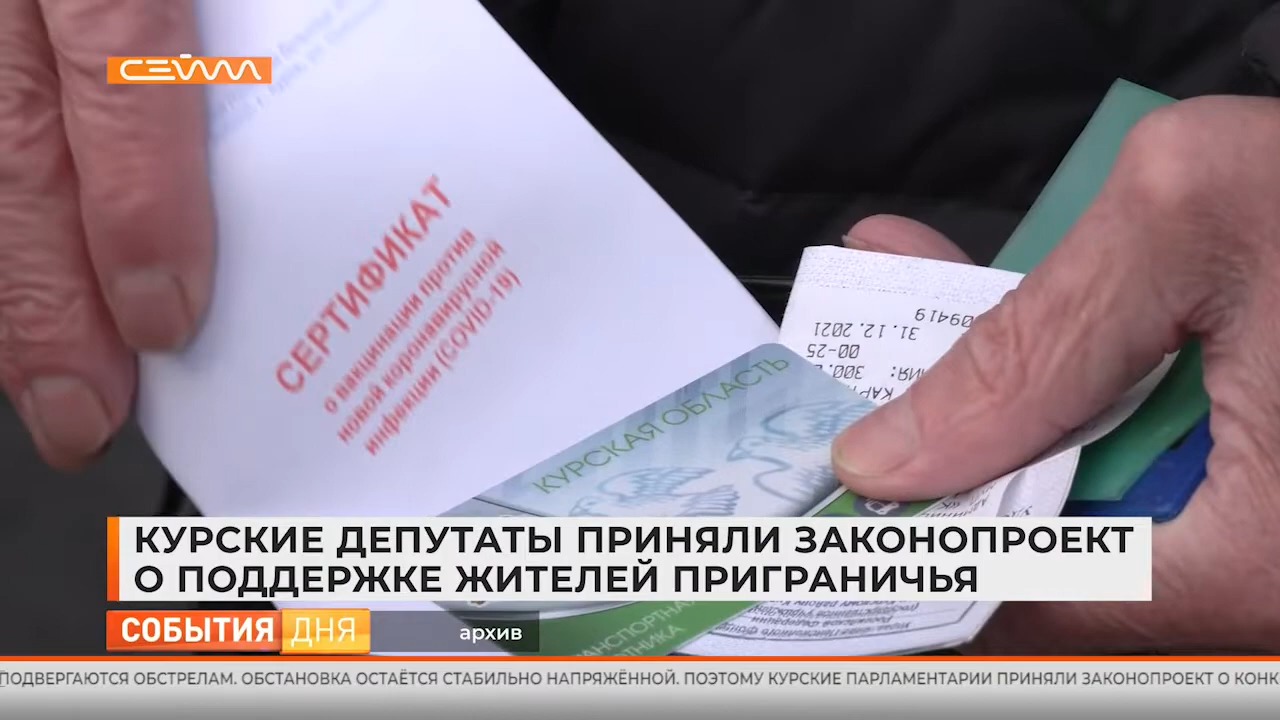 СЕЙМ
СЕРТИФИКАТ
о вакцинации против
новой коронавирусной
инфекции (COVID-19)
КУРСКАЯ ОБЛАСТЬ
09419
31.12.2021
00-25
КУРСКИЕ ДЕПУТАТЫ ПРИНЯЛИ ЗАКОНОПРОЕКТ
О ПОДДЕРЖКЕ ЖИТЕЛЕЙ ПРИГРАНИЧЬЯ
СОБЫТИЯ ДНЯ
архив
ПОДВЕРГАЮТСЯ ОБСТРЕЛАМ. ОБСТАНОВКА ОСТАЁТСЯ СТАБИЛЬНО НАПРЯЖЁННОЙ. ПОЭТОМУ КУРСКИЕ ПАРЛАМЕНТАРИИ ПРИНЯЛИ ЗАКОНОПРОЕКТ О КОНК